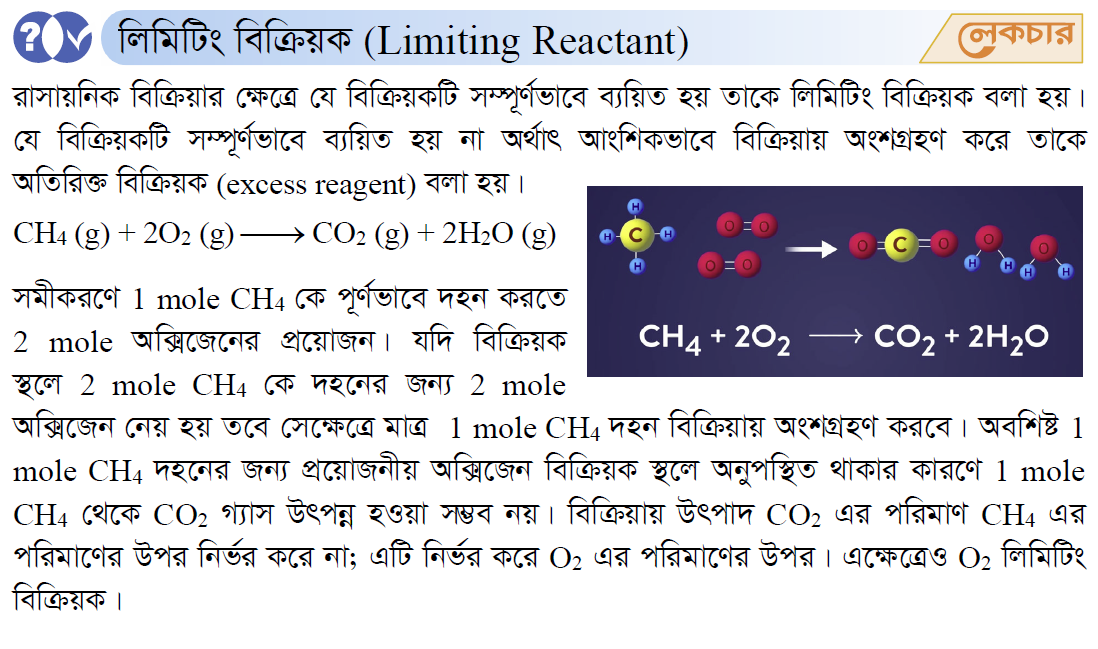 লিমিটিং বিক্রিয়ক (Limiting Reactant)
লেকচার
রাসায়নিক বিক্রিয়ার ক্ষেত্রে যে বিক্রিয়কটি সম্পূর্ণভাবে ব্যয়িত হয় তাকে লিমিটিং বিক্রিয়ক বলা হয়।
যে বিক্রিয়কটি সম্পূর্ণভাবে ব্যয়িত হয় না অর্থাৎ আংশিকভাবে বিক্রিয়ায় অংশগ্রহণ করে তাকে
অতিরিক্ত বিক্রিয়ক (excess reagent) বলা হয়।
CH₄ (g) + 2O₂ (g) ⟶ CO₂ (g) + 2H₂O (g)
সমীকরণে 1 mole CH₄ কে পূর্ণভাবে দহন করতে
2 mole অক্সিজেনের প্রয়োজন। যদি বিক্রিয়ক
স্থলে 2 mole CH₄ কে দহনের জন্য 2 mole
H
H C H
H
O=O
O=O
O=C=O
O
H H
O
H H
CH₄ + 2O₂ ⟶ CO₂ + 2H₂O
অক্সিজেন নেয় হয় তবে সেক্ষেত্রে মাত্র 1 mole CH₄ দহন বিক্রিয়ায় অংশগ্রহণ করবে। অবশিষ্ট 1
mole CH₄ দহনের জন্য প্রয়োজনীয় অক্সিজেন বিক্রিয়ক স্থলে অনুপস্থিত থাকার কারণে 1 mole
CH₄ থেকে CO₂ গ্যাস উৎপন্ন হওয়া সম্ভব নয়। বিক্রিয়ায় উৎপাদ CO₂ এর পরিমাণ CH₄ এর
পরিমাণের উপর নির্ভর করে না; এটি নির্ভর করে O₂ এর পরিমাণের উপর। এক্ষেত্রেও O₂ লিমিটিং
বিক্রিয়ক।